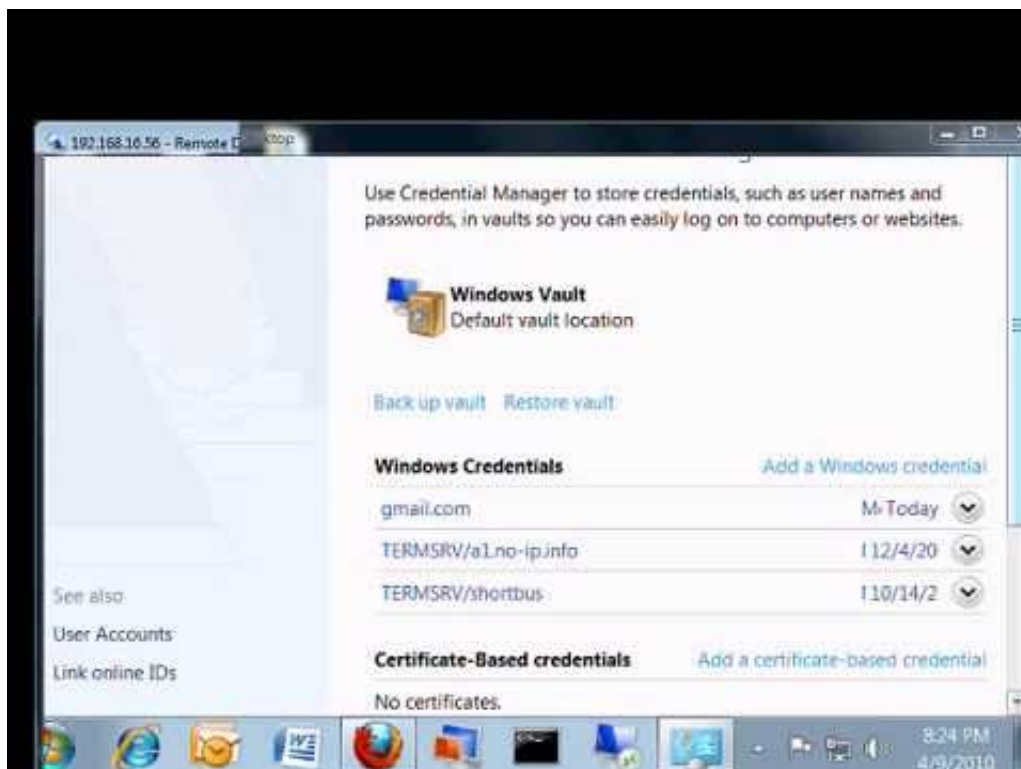 192.168.16.56 - Remote D ktop
Use Credential Manager to store credentials, such as user names and
passwords, in vaults so you can easily log on to computers or websites.
Windows Vault
Default vault location
Back up vault Restore vault
Windows Credentials Add a Windows credential
gmail.com M Today
TERMSRV/a1.no-ip.info 12/4/20
TERMSRV/shortbus 10/14/2
See also
User Accounts
Link online IDs
Certificate-Based credentials Add a certificate-based credential
No certificates.
8:24 PM
4/9/2010